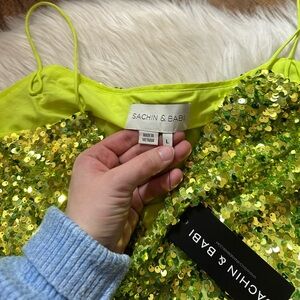 SACHIN & BABI
MADE IN
VIETNAM
L
SACHIN & BABI